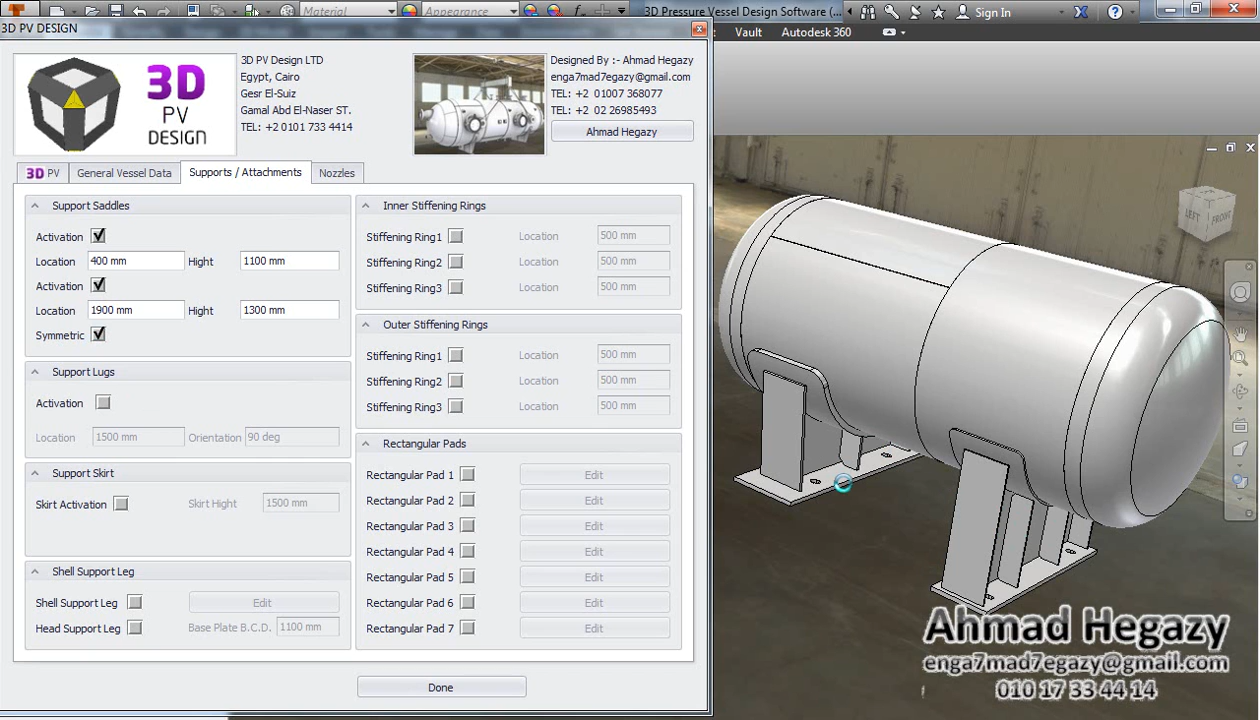 Material
Appearance
3D Pressure Vessel Design Software (...
Sign In
3D PV DESIGN
Vault
Autodesk 360
3D
PV
DESIGN
3D PV Design LTD
Egypt, Cairo
Gesr El-Suiz
Gamal Abd El-Naser ST.
TEL: +2 0101 733 4414
Designed By :- Ahmad Hegazy
enga7mad7egazy@gmail.com
TEL: +2 01007 368077
TEL: +2 02 26985493
Ahmad Hegazy
3D PV
General Vessel Data
Supports / Attachments
Nozzles
Support Saddles
Activation
Location 400 mm Hight 1100 mm
Activation
Location 1900 mm Hight 1300 mm
Symmetric
Support Lugs
Activation
Location 1500 mm Orientation 90 deg
Support Skirt
Skirt Activation Skirt Hight 1500 mm
Shell Support Leg
Shell Support Leg Edit
Head Support Leg Base Plate B.C.D. 1100 mm
Inner Stiffening Rings
Stiffening Ring1 Location 500 mm
Stiffening Ring2 Location 500 mm
Stiffening Ring3 Location 500 mm
Outer Stiffening Rings
Stiffening Ring1 Location 500 mm
Stiffening Ring2 Location 500 mm
Stiffening Ring3 Location 500 mm
Rectangular Pads
Rectangular Pad 1 Edit
Rectangular Pad 2 Edit
Rectangular Pad 3 Edit
Rectangular Pad 4 Edit
Rectangular Pad 5 Edit
Rectangular Pad 6 Edit
Rectangular Pad 7 Edit
Done
LEFT
FRONT
Ahmad Hegazy
enga7mad7egazy@gmail.com
010 17 33 44 14